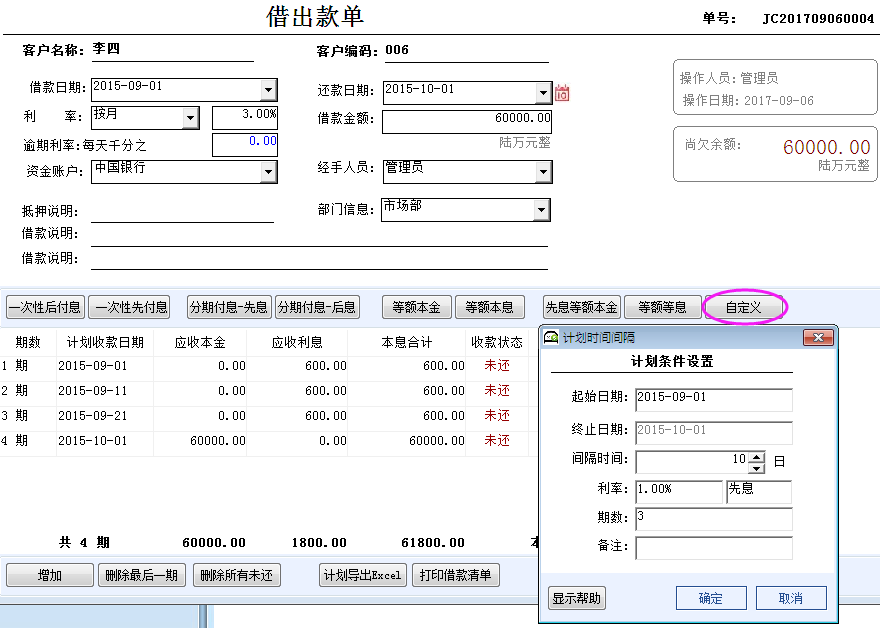 借出款单
单号： JC201709060004
客户名称：李四 客户编码：006
借款日期：2015-09-01 还款日期：2015-10-01
操作人员：管理员
操作日期：2017-09-06
利 率：按月 3.00% 借款金额：60000.00
陆万元整
逾期利率：每天千分之 0.00
尚欠余额： 60000.00
陆万元整
资金账户：中国银行 经手人员：管理员
抵押说明： 部门信息：市场部
借款说明：
借款说明：
一次性后付息 一次性先付息 分期付息-先息 分期付息-后息 等额本金 等额本息 先息等额本金 等额等息 自定义
期数 计划收款日期 应收本金 应收利息 本息合计 收款状态
1 期 2015-09-01 0.00 600.00 600.00 未还
2 期 2015-09-11 0.00 600.00 600.00 未还
3 期 2015-09-21 0.00 600.00 600.00 未还
4 期 2015-10-01 60000.00 0.00 60000.00 未还
共 4 期 60000.00 1800.00 61800.00
增加 删除最后一期 删除所有未还 计划导出Excel 打印借款清单
计划时间间隔
计划条件设置
起始日期：2015-09-01
终止日期：2015-10-01
间隔时间：10 日
利率：1.00% 先息
期数：3
备注：
显示帮助 确定 取消